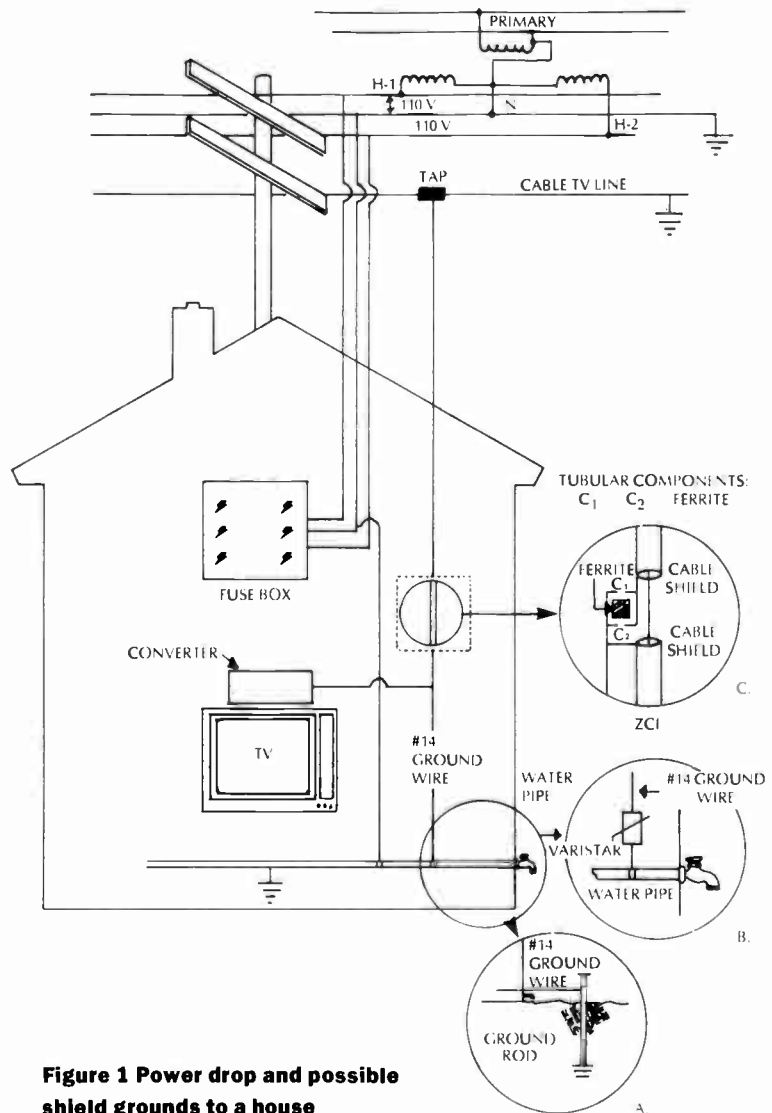 PRIMARY
H-1
110 V
N
110 V
H-2
TAP
CABLE TV LINE
TUBULAR COMPONENTS:
C1 C2 FERRITE
FERRITE
C1
CABLE
SHIELD
C2
CABLE
SHIELD
C.
ZCI
FUSE BOX
CONVERTER
TV
#14
GROUND
WIRE
WATER
PIPE
#14 GROUND
WIRE
VARISTAR
WATER PIPE
B.
#14
GROUND
WIRE
GROUND
ROD
A.
Figure 1 Power drop and possible
shield grounds to a house